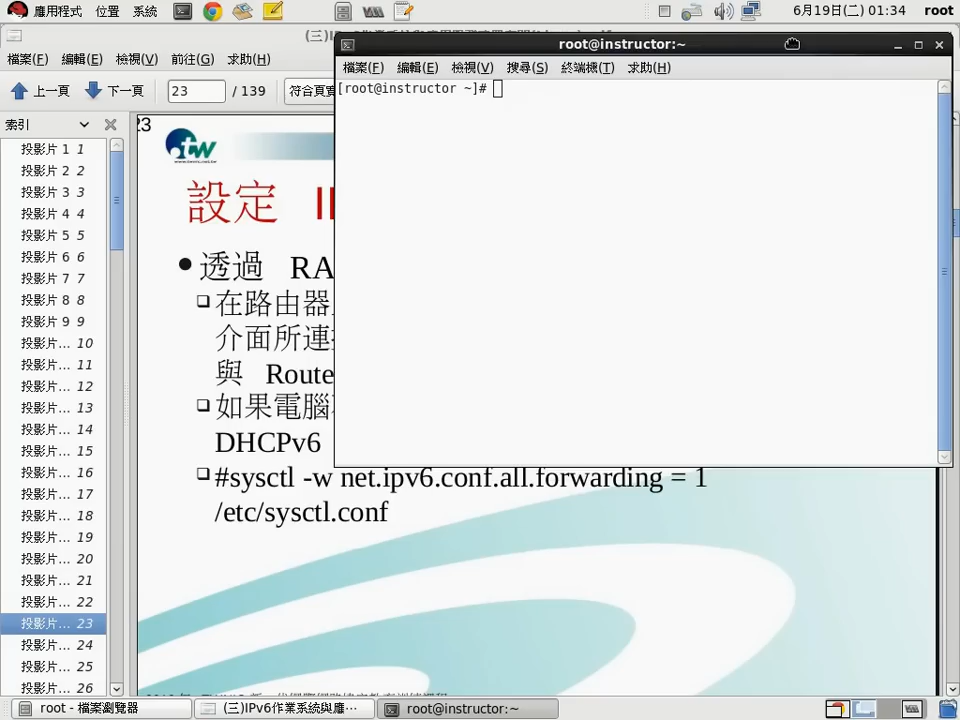 應用程式 位置 系統
6月19日(二) 01:34 root
root@instructor:~
檔案(F) 編輯(E) 檢視(V) 前往(G) 求助(H)
檔案(F) 編輯(E) 檢視(V) 搜尋(S) 終端機(T) 求助(H)
上一頁 下一頁 23 / 139 符合頁寬
[root@instructor ~]#
索引
投影片 1 1
投影片 2 2
投影片 3 3
投影片 4 4
投影片 5 5
投影片 6 6
投影片 7 7
投影片 8 8
投影片 9 9
投影片… 10
投影片… 11
投影片… 12
投影片… 13
投影片… 14
投影片… 15
投影片… 16
投影片… 17
投影片… 18
投影片… 19
投影片… 20
投影片… 21
投影片… 22
投影片… 23
投影片… 24
投影片… 25
投影片… 26
23
tw
設定
透過 RA
在路由器
介面所連
與 Route
如果電腦
DHCPv6
#sysctl -w net.ipv6.conf.all.forwarding = 1
/etc/sysctl.conf
root - 檔案瀏覽器
(三)IPv6作業系統與應…
root@instructor:~